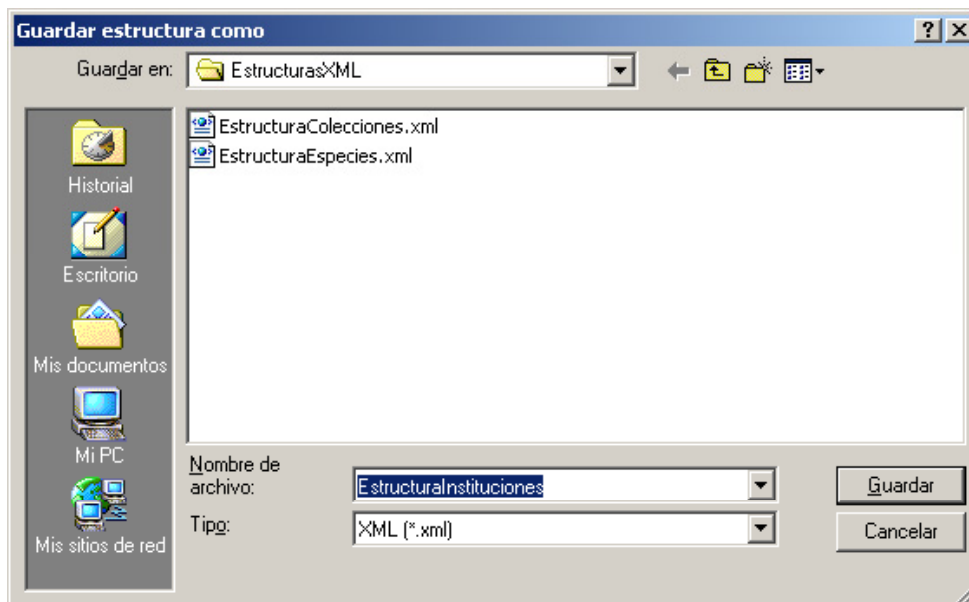 Guardar estructura como
Guardar en:
EstructurasXML
Historial
Escritorio
Mis documentos
Mi PC
Mis sitios de red
EstructuraColecciones.xml
EstructuraEspecies.xml
Nombre de
archivo:
EstructuraInstituciones
Guardar
Tipo:
XML (*.xml)
Cancelar